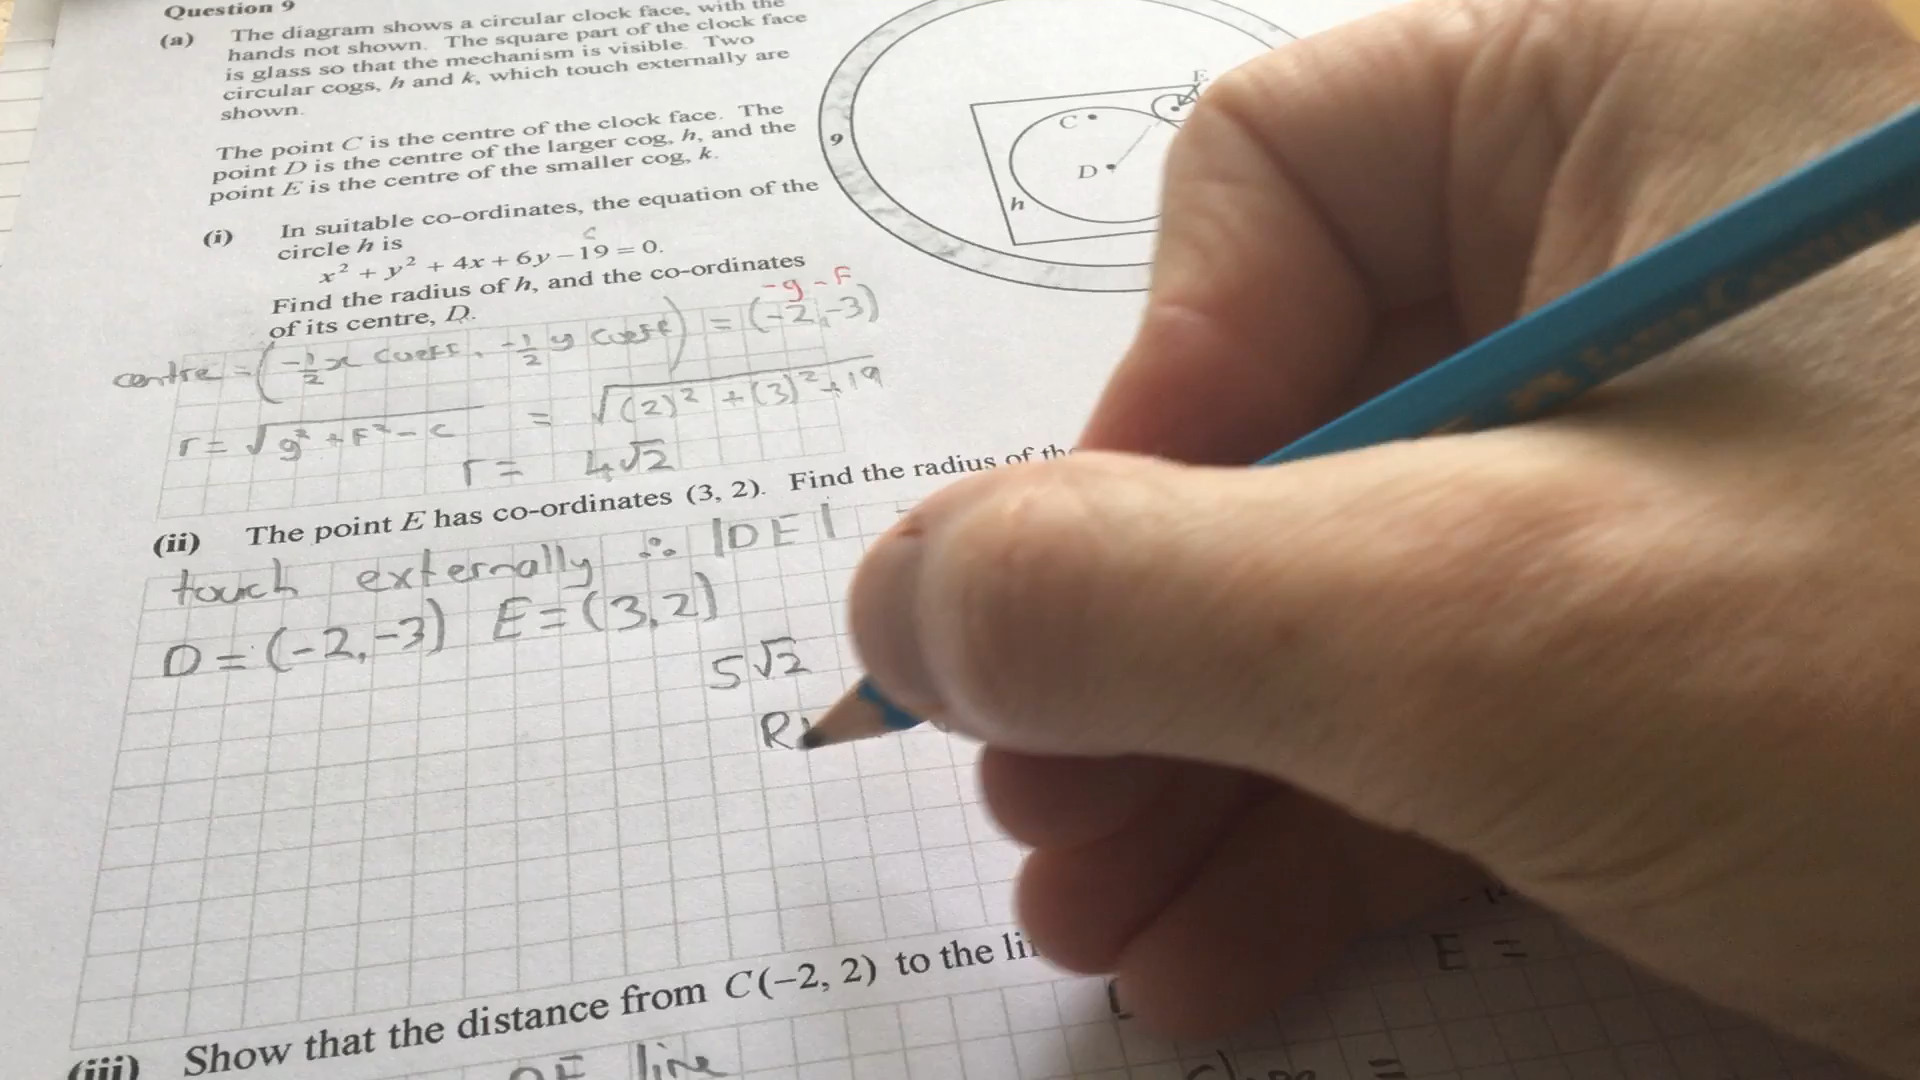 Question 9
(a) The diagram shows a circular clock face, with the
hands not shown. The square part of the clock face
is glass so that the mechanism is visible. Two
circular cogs, h and k, which touch externally are
shown.
The point C is the centre of the clock face. The
point D is the centre of the larger cog, h, and the
point E is the centre of the smaller cog, k.
E
C
9
D
h
(i) In suitable co-ordinates, the equation of the
circle h is
c
x² + y² + 4x + 6y − 19 = 0.
Find the radius of h, and the co-ordinates
of its centre, D.
-g -F
centre = (-1/2 x coeff, -1/2 y coeff) = (-2,-3)
r = √g² + F² - c = √(2)² + (3)² + 19
r = 4√2
(ii) The point E has co-ordinates (3, 2). Find the radius of the
touch externally ∴ |DE| =
D = (-2,-3) E = (3,2)
5√2
R
(iii) Show that the distance from C(−2, 2) to the
E =
DE line